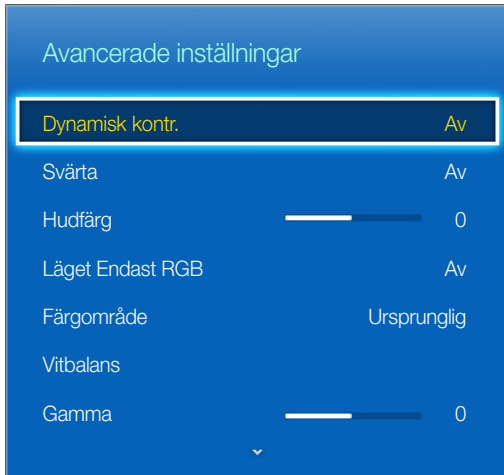 Avancerade inställningar
Dynamisk kontr. Av
Svärta Av
Hudfärg 0
Läget Endast RGB Av
Färgområde Ursprunglig
Vitbalans
Gamma 0